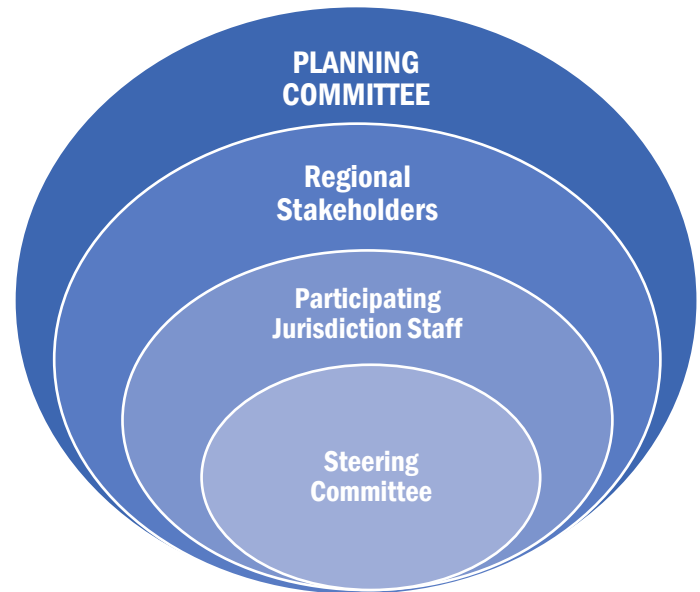 PLANNING
COMMITTEE
Regional
Stakeholders
Participating
Jurisdiction Staff
Steering
Committee